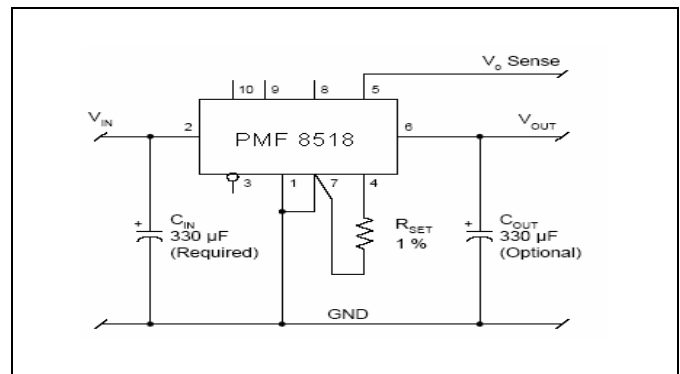 Vo Sense
10 9 8 5
VIN 2 PMF 8518 6 VOUT
3 1 7 4
+ CIN 330 µF (Required)
RSET 1 %
+ COUT 330 µF (Optional)
GND